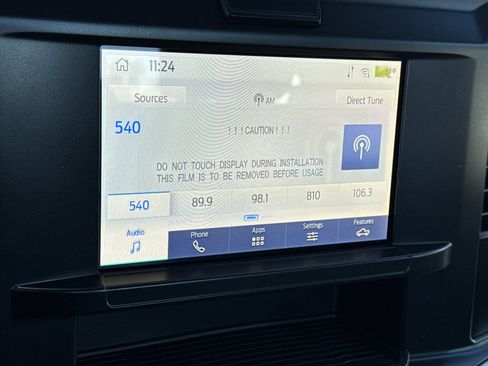 11:24
Sources
AM
Direct Tune
540
!!!CAUTION!!!
DO NOT TOUCH DISPLAY DURING INSTALLATION
THIS FILM IS TO BE REMOVED BEFORE USAGE
540 89.9 98.1 810 106.3
Audio Phone Apps Settings Features